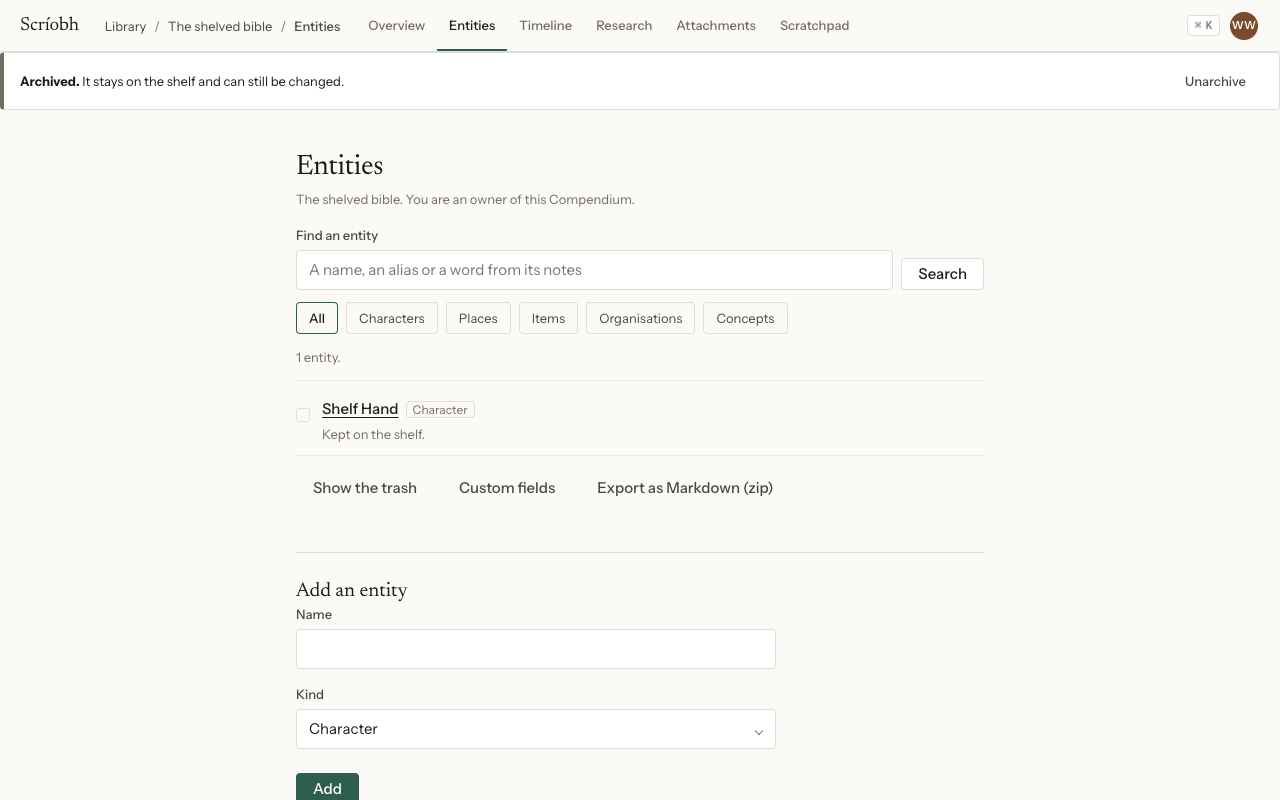 Scríobh
Library / The shelved bible / Entities
Overview
Entities
Timeline
Research
Attachments
Scratchpad
⌘ K
WW
Archived. It stays on the shelf and can still be changed.
Unarchive
Entities
The shelved bible. You are an owner of this Compendium.
Find an entity
A name, an alias or a word from its notes
Search
All
Characters
Places
Items
Organisations
Concepts
1 entity.
Shelf Hand
Character
Kept on the shelf.
Show the trash
Custom fields
Export as Markdown (zip)
Add an entity
Name
Kind
Character
Add